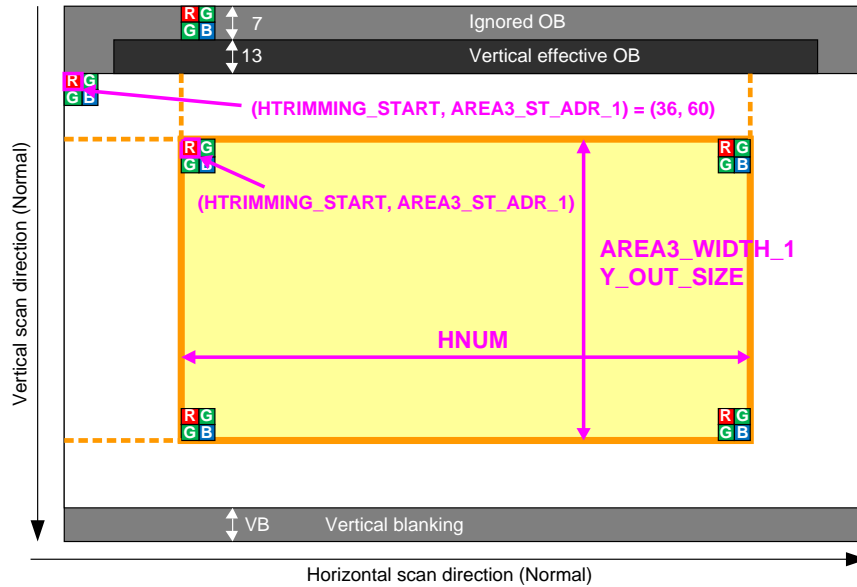 R G
G B
7
Ignored OB
13
Vertical effective OB
R G
G B
(HTRIMMING_START, AREA3_ST_ADR_1) = (36, 60)
R G
G B
R G
G B
(HTRIMMING_START, AREA3_ST_ADR_1)
AREA3_WIDTH_1
Y_OUT_SIZE
HNUM
R G
G B
R G
G B
VB
Vertical blanking
Vertical scan direction (Normal)
Horizontal scan direction (Normal)